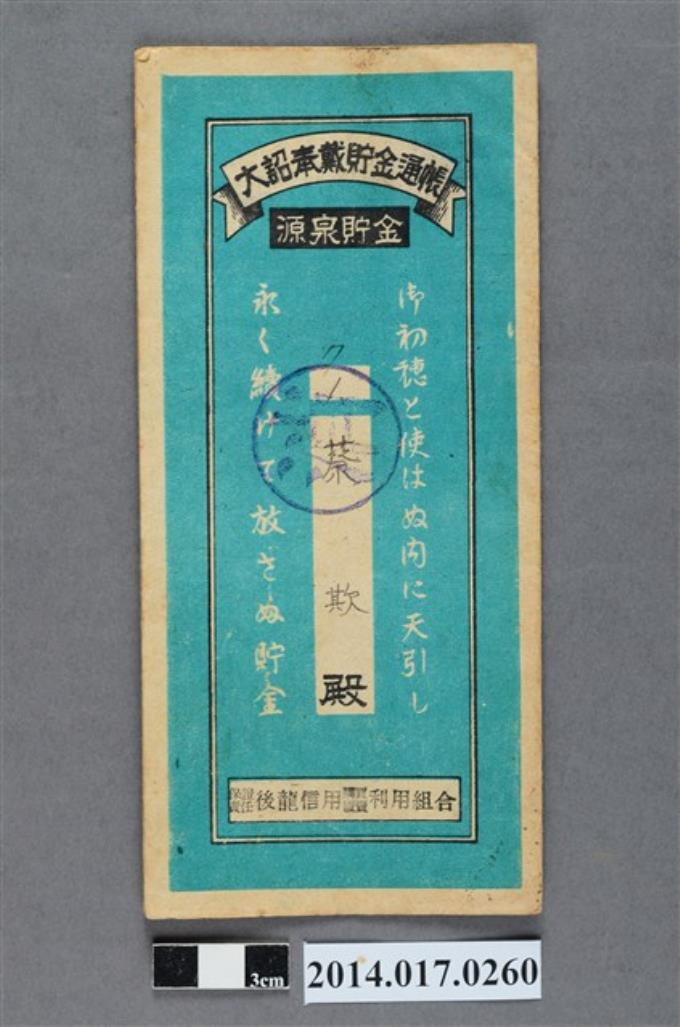 大詔奉戴貯金通帳
源泉貯金
御初穂と使はぬ内に天引し
永く續けて放さぬ貯金
蔡 欺 殿
保證責任後龍信用購買利用組合
3cm
2014.017.0260